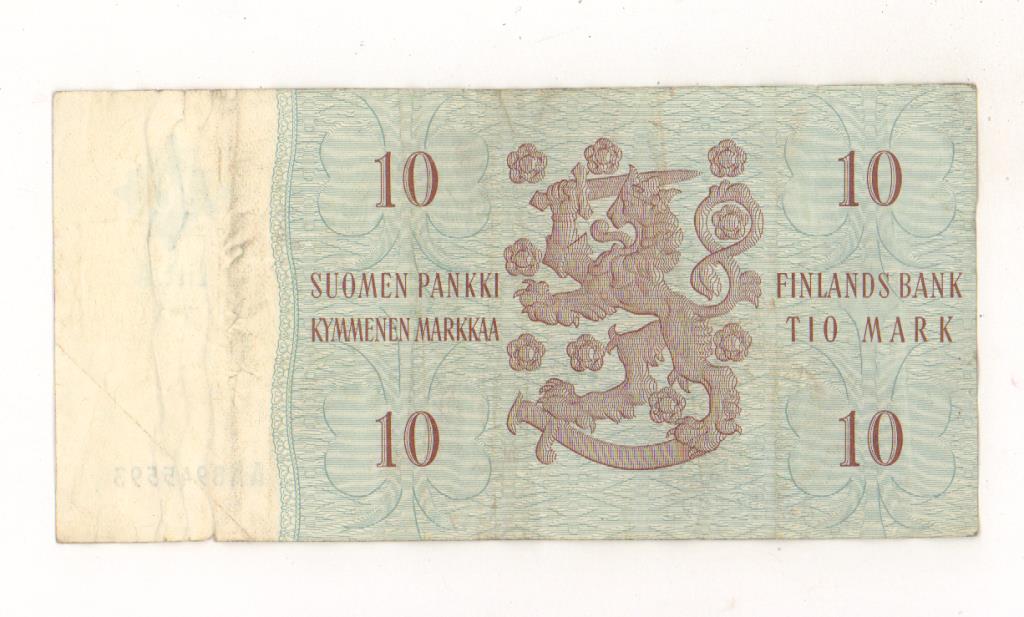 10 10
SUOMEN PANKKI
KYMMENEN MARKKAA
FINLANDS BANK
TIO MARK
10 10